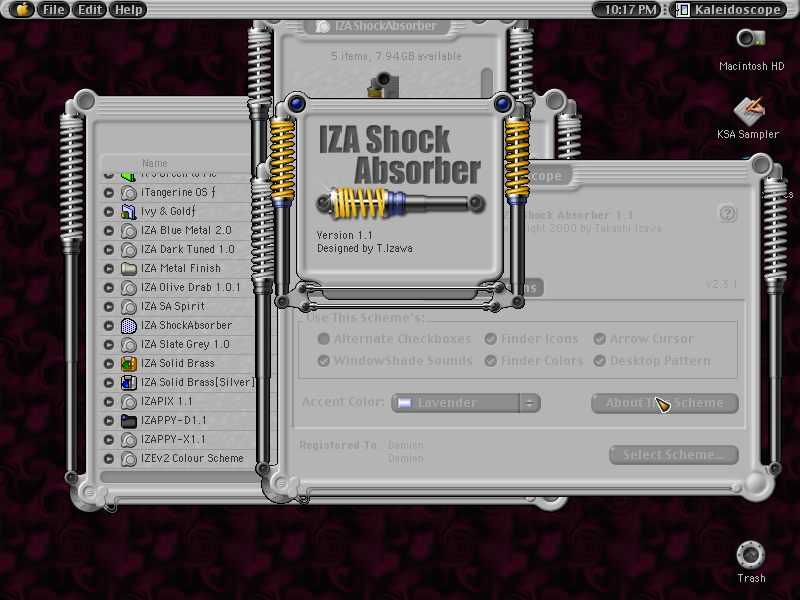 File Edit Help
10:17 PM
Kaleidoscope
IZA ShockAbsorber
5 items, 7.94 GB available
Macintosh HD
KSA Sampler
Name
iTangerine OS ƒ
Ivy & Goldƒ
IZA Blue Metal 2.0
IZA Dark Tuned 1.0
IZA Metal Finish
IZA Olive Drab 1.0.1
IZA SA Spirit
IZA ShockAbsorber
IZA Slate Grey 1.0
IZA Solid Brass
IZA Solid Brass[Silver]
IZAPIX 1.1
IZAPPY-D1.1
IZAPPY-X1.1
IZEv2 Colour Scheme
IZA Shock
Absorber
Version 1.1
Designed by T.Izawa
scope
Shock Absorber 1.1
2000 by Takashi Izawa
?
v2.3.1
Use This Scheme's:
Alternate Checkboxes
Finder Icons
Arrow Cursor
WindowShade Sounds
Finder Colors
Desktop Pattern
Accent Color:
Lavender
About This Scheme
Registered To: Damien
Damien
Select Scheme...
Trash